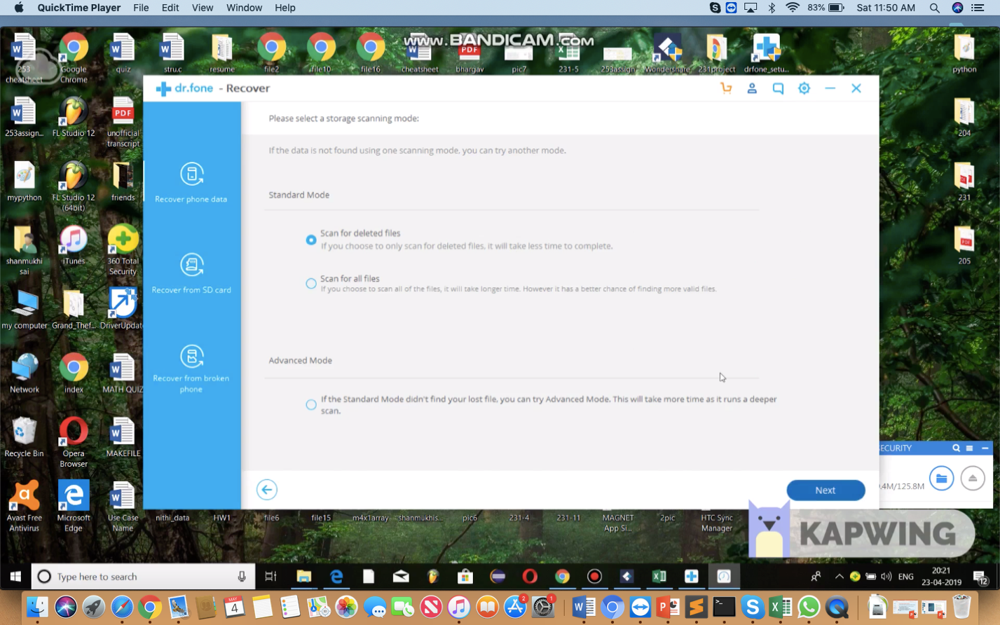 QuickTime Player File Edit View Window Help 83% Sat 11:50 AM
www.BANDICAM.com
253 cheatsheet
Google Chrome
quiz
stru.c
resume
file2
file10
file16
cheatsheet
bhargav
pic7
231-5
253assign
Wondershare
231project
drfone_setu...
python
dr.fone - Recover
Please select a storage scanning mode:
If the data is not found using one scanning mode, you can try another mode.
Standard Mode
Scan for deleted files
If you choose to only scan for deleted files, it will take less time to complete.
Scan for all files
If you choose to scan all of the files, it will take longer time. However it has a better chance of finding more valid files.
Advanced Mode
If the Standard Mode didn't find your lost file, you can try Advanced Mode. This will take more time as it runs a deeper
scan.
Next
Recover phone data
Recover from SD card
Recover from broken
phone
253assign...
FL Studio 12
PDF
unofficial
transcript
204
mypython
FL Studio 12
(64bit)
friends
231
shanmukhi
sai
iTunes
360 Total
Security
PDF
205
my computer
Grand_Thef...
DriverUpdat
Network
index
MATH QUIZ
Recycle Bin
Opera
Browser
MAKEFILE
ECURITY
.4M/125.8M
Avast Free
Antivirus
Microsoft
Edge
Use Case
Name
nithi_data
HW1
file6
file15
m4x1array
shanmukhis...
pic6
231-4
231-11
MAGNET
App Si...
2pic
HTC Sync
Manager
KAPWING
Type here to search
ENG
20:21
23-04-2019
12
MAY
4
2
1